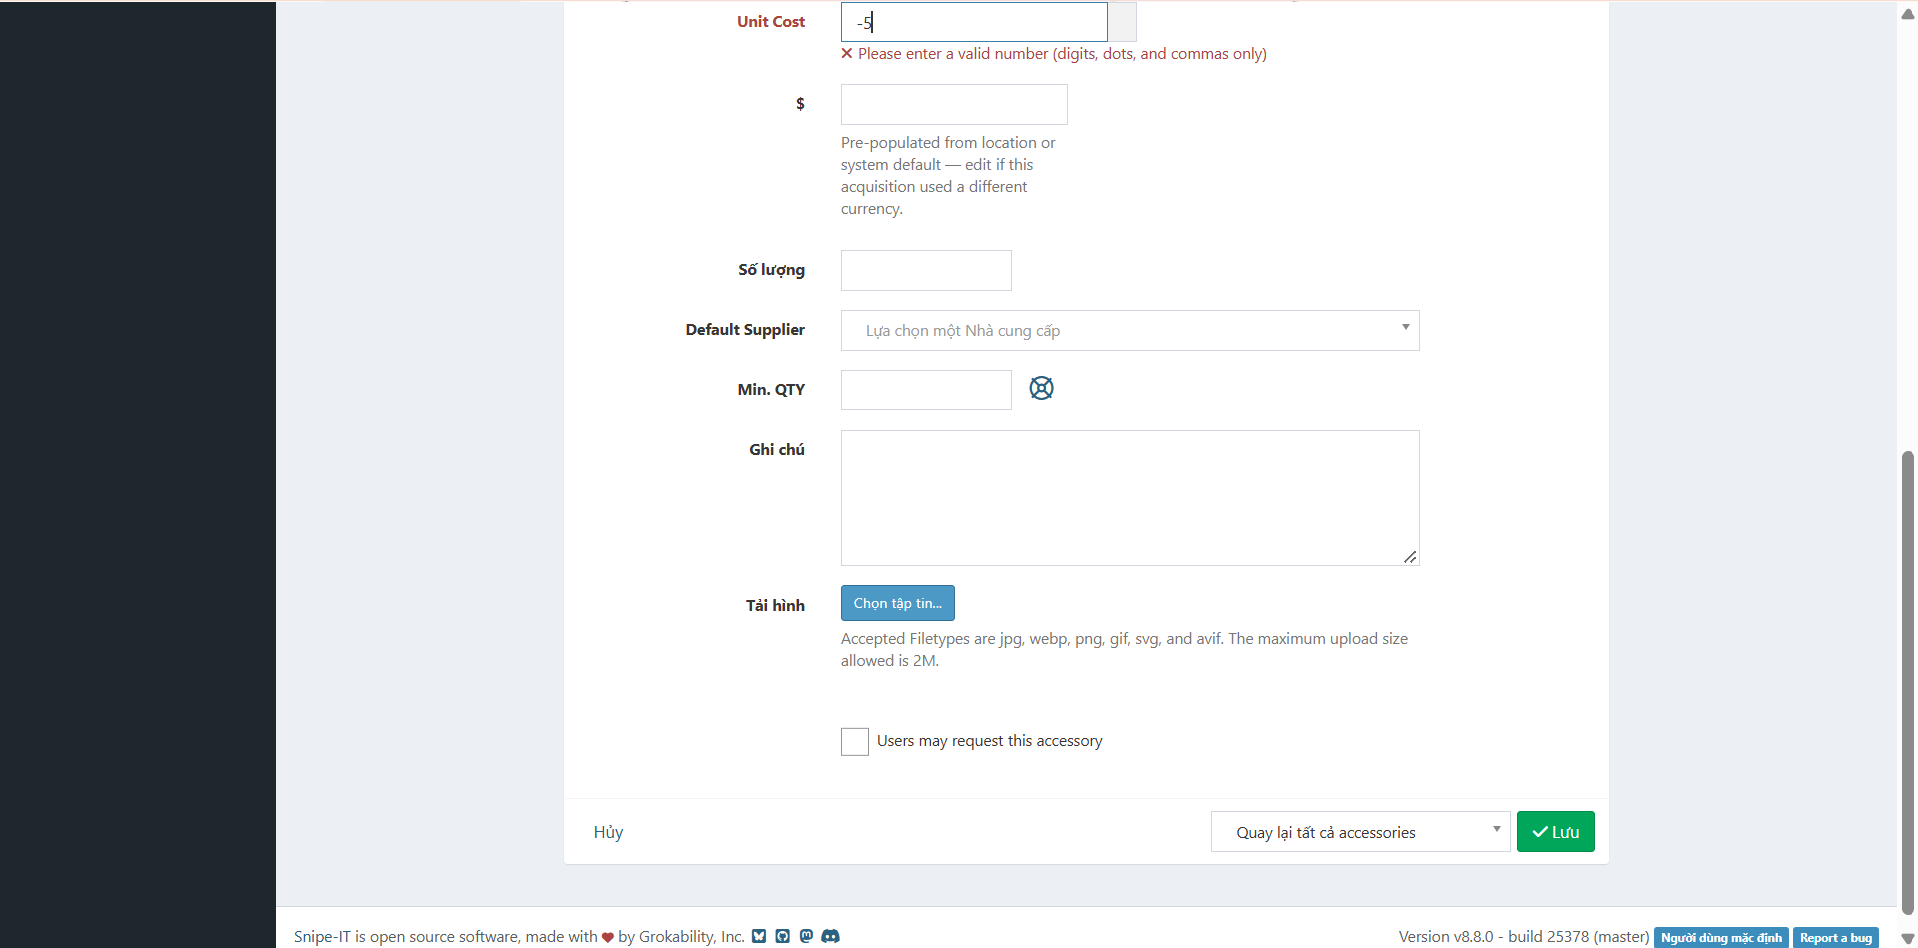 Unit Cost
-5
Please enter a valid number (digits, dots, and commas only)
$
Pre-populated from location or
system default — edit if this
acquisition used a different
currency.
Số lượng
Default Supplier
Lựa chọn một Nhà cung cấp
Min. QTY
Ghi chú
Tải hình
Chọn tập tin...
Accepted Filetypes are jpg, webp, png, gif, svg, and avif. The maximum upload size
allowed is 2M.
Users may request this accessory
Hủy
Quay lại tất cả accessories
Lưu
Snipe-IT is open source software, made with ❤ by Grokability, Inc.
Version v8.8.0 - build 25378 (master)
Người dùng mặc định
Report a bug